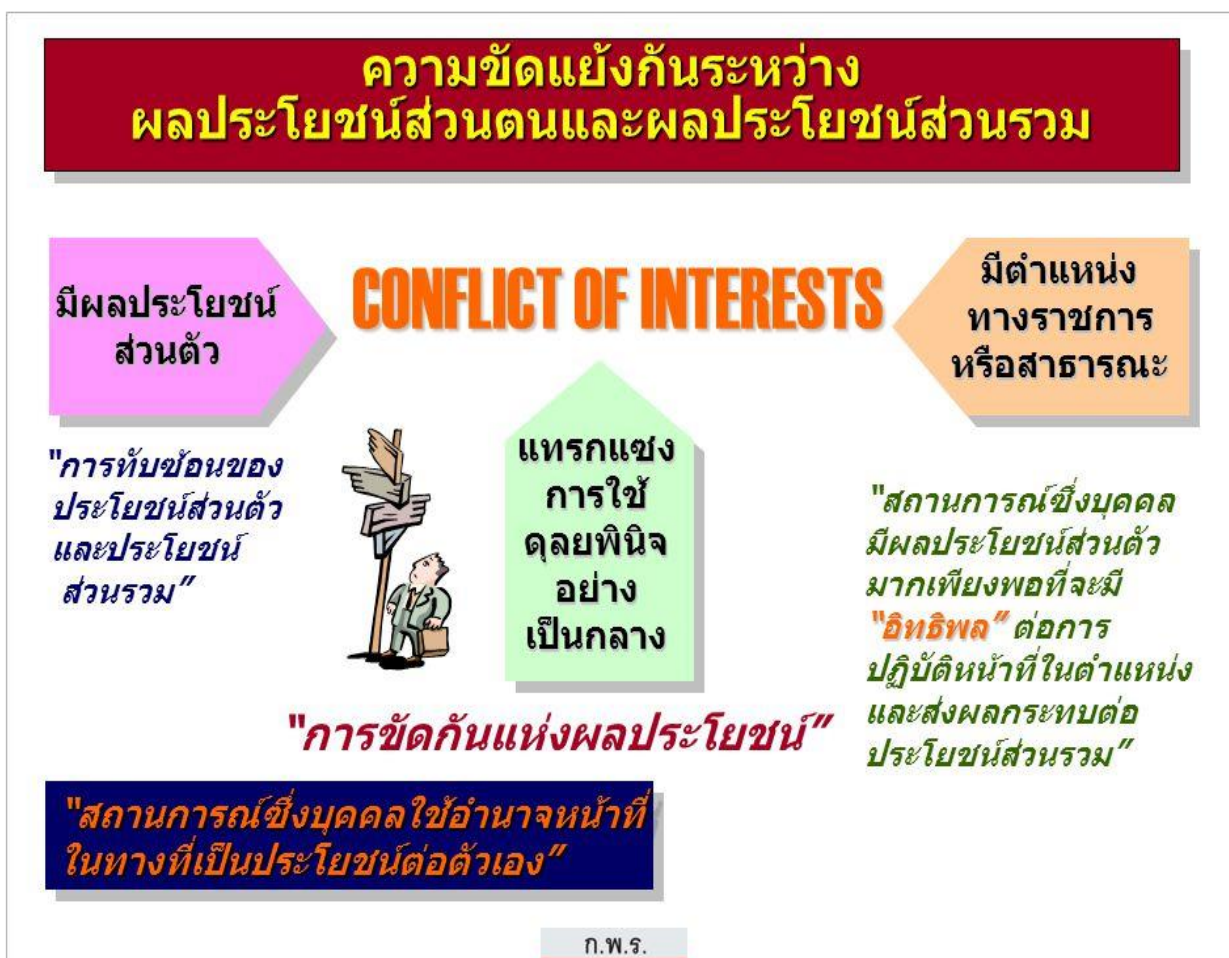 ความขัดแย้งกันระหว่าง
ผลประโยชน์ส่วนตนและผลประโยชน์ส่วนรวม
มีผลประโยชน์
ส่วนตัว
CONFLICT OF INTERESTS
มีตำแหน่ง
ทางราชการ
หรือสาธารณะ
"การทับซ้อนของ
ประโยชน์ส่วนตัว
และประโยชน์
ส่วนรวม"
แทรกแซง
การใช้
ดุลยพินิจ
อย่าง
เป็นกลาง
"สถานการณ์ซึ่งบุคคล
มีผลประโยชน์ส่วนตัว
มากเพียงพอที่จะมี
"อิทธิพล" ต่อการ
ปฏิบัติหน้าที่ในตำแหน่ง
และส่งผลกระทบต่อ
ประโยชน์ส่วนรวม"
"การขัดกันแห่งผลประโยชน์"
"สถานการณ์ซึ่งบุคคลใช้อำนาจหน้าที่
ในทางที่เป็นประโยชน์ต่อตัวเอง"
ก.พ.ร.